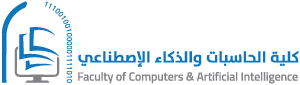 كلية الحاسبات والذكاء الإصطناعي
Faculty of Computers & Artificial Intelligence